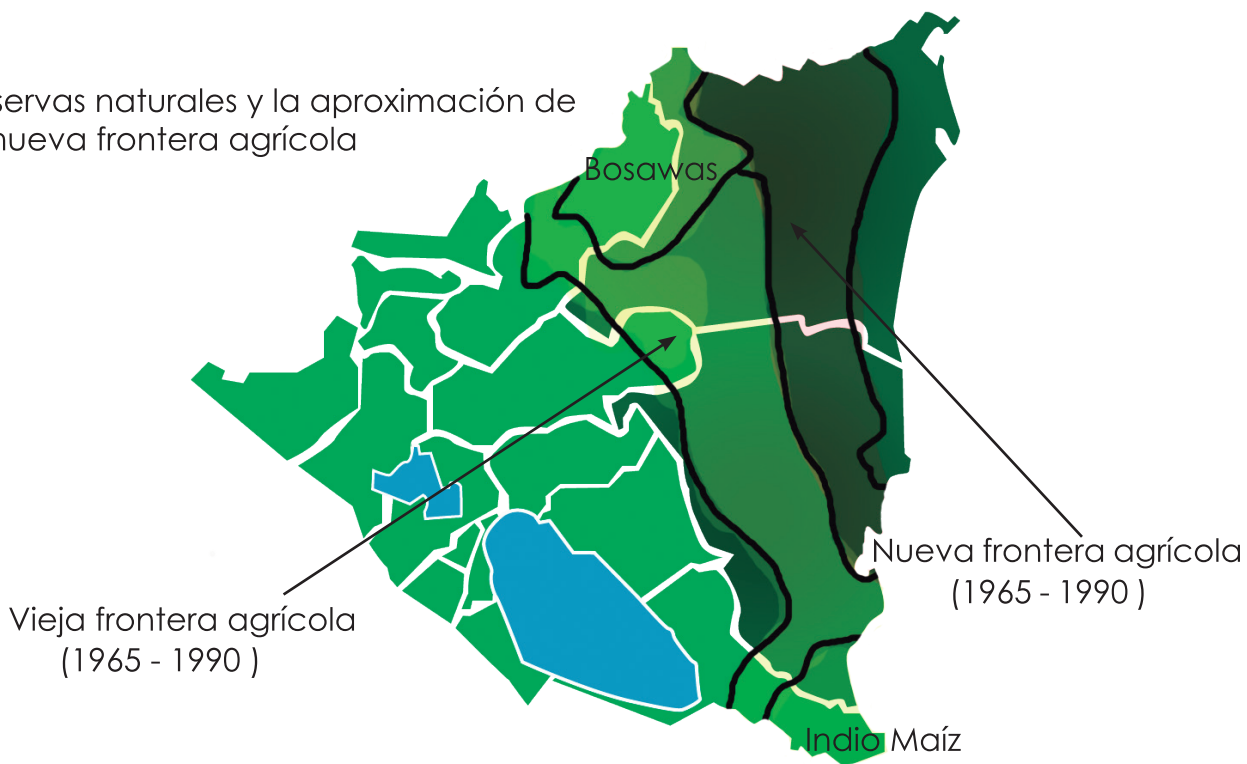 servas naturales y la aproximación de
nueva frontera agrícola
Bosawas
Nueva frontera agrícola
(1965 - 1990 )
Vieja frontera agrícola
(1965 - 1990 )
Indio Maíz